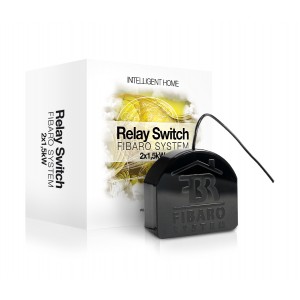 INTELLIGENT HOME
Relay Switch
FIBARO SYSTEM
2x1,5kW
Relay Switch
FIBARO SYSTEM
2x1,5kW
FIBARO